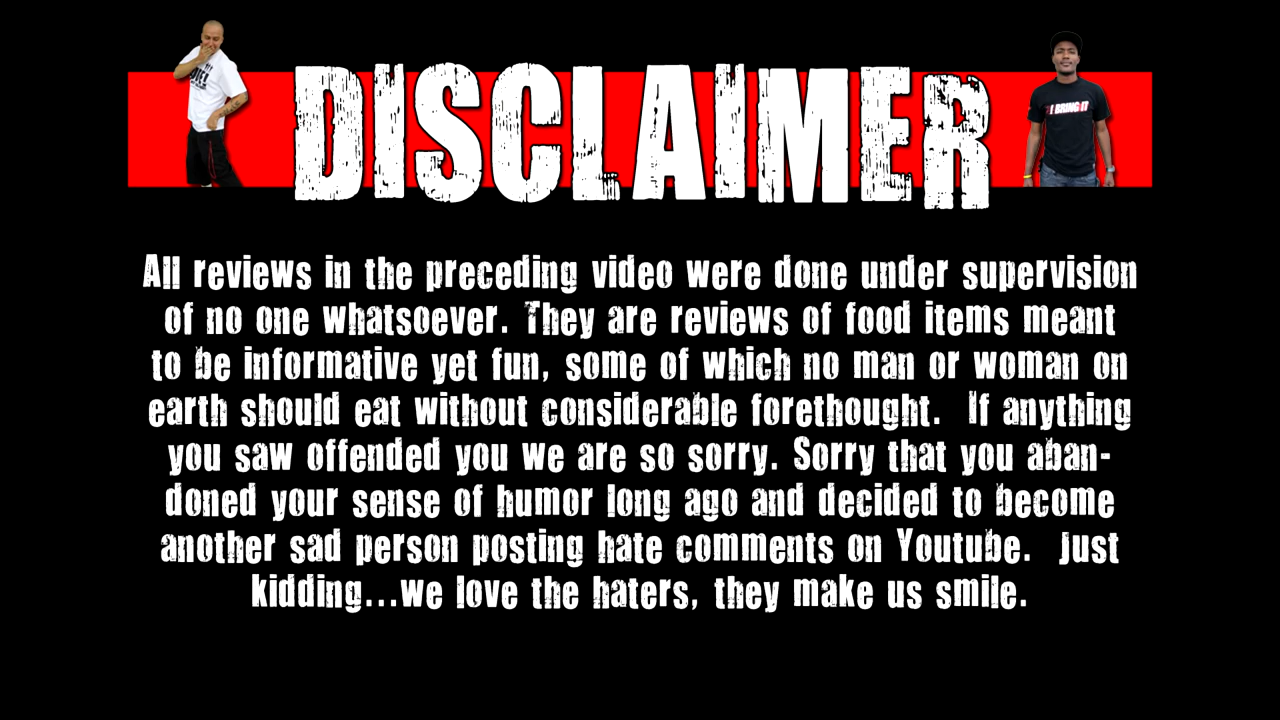 DISCLAIMER
I BRING IT
All reviews in the preceding video were done under supervision
of no one whatsoever. They are reviews of food items meant
to be informative yet fun, some of which no man or woman on
earth should eat without considerable forethought. If anything
you saw offended you we are so sorry. Sorry that you aban-
doned your sense of humor long ago and decided to become
another sad person posting hate comments on Youtube. Just
kidding...we love the haters, they make us smile.